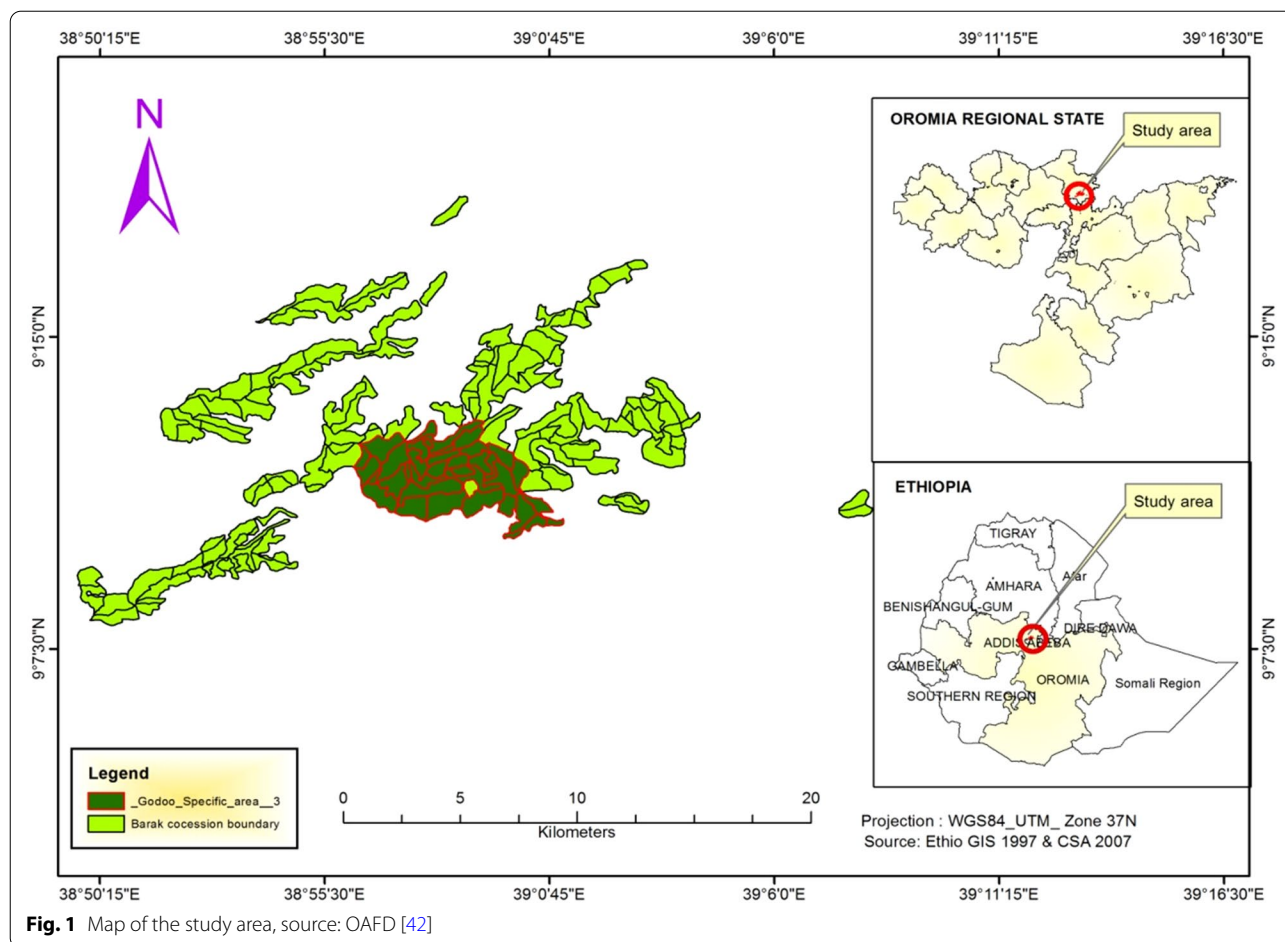 38°50'15"E 38°55'30"E 39°0'45"E 39°6'0"E 39°11'15"E 39°16'30"E
N
OROMIA REGIONAL STATE
Study area
9°15'0"N 9°15'0"N
ETHIOPIA
Study area
TIGRAY
Afar
AMHARA
BENISHANGUL-GUM
DIRE DAWA
ADDIS ABEBA
9°7'30"N 9°7'30"N
GAMBELLA
OROMIA
Somali Region
SOUTHERN REGION
Legend
_Godoo_Specific_area__3
Barak cocession boundary
0 5 10 20
Kilometers
Projection : WGS84_UTM_ Zone 37N
Source: Ethio GIS 1997 & CSA 2007
38°50'15"E 38°55'30"E 39°0'45"E 39°6'0"E 39°11'15"E 39°16'30"E
Fig. 1 Map of the study area, source: OAFD [42]